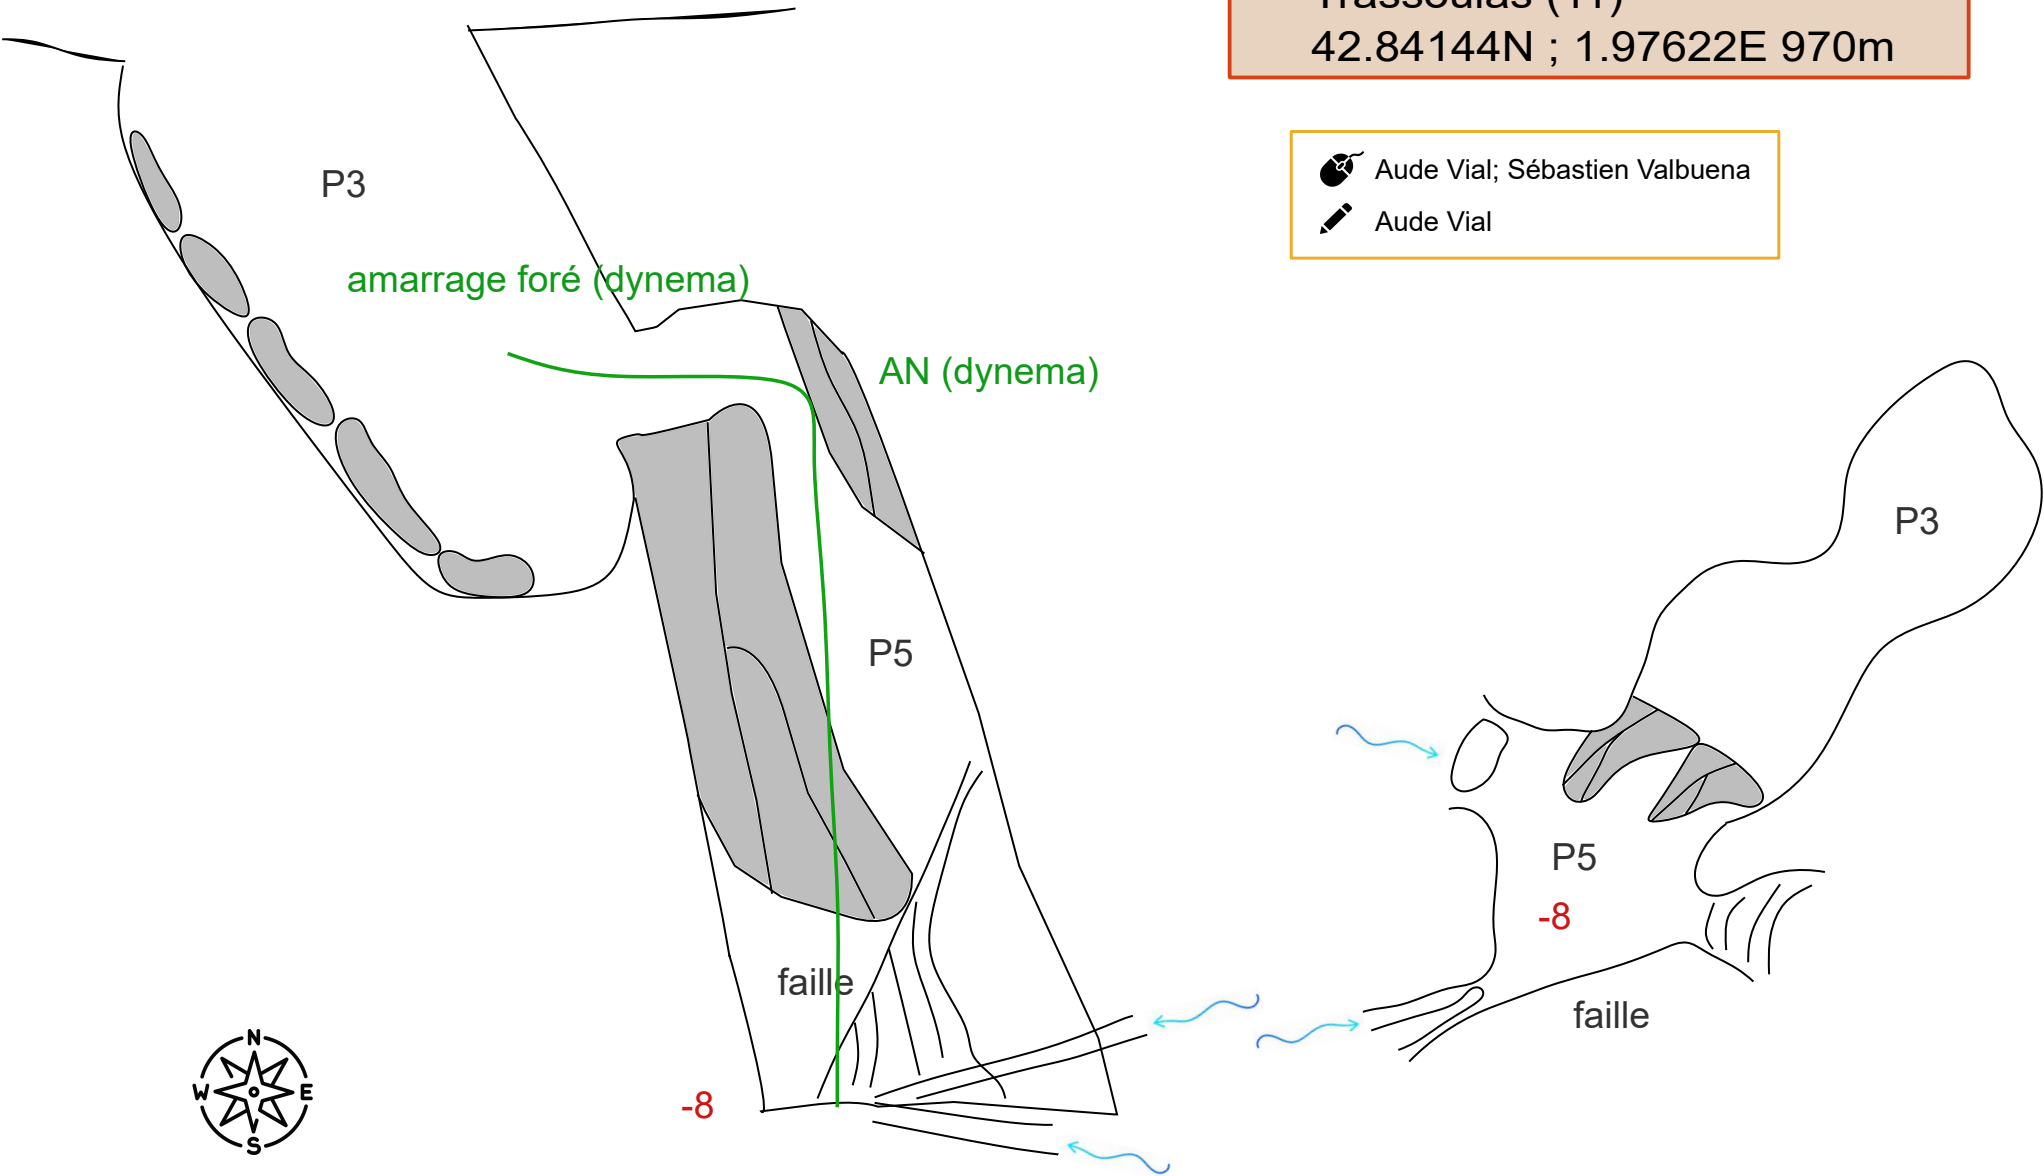 42.84144N ; 1.97622E 970m
Aude Vial; Sébastien Valbuena
Aude Vial
P3
amarrage foré (dynema)
AN (dynema)
P5
faille
-8
P3
P5
-8
faille
N
W E
S